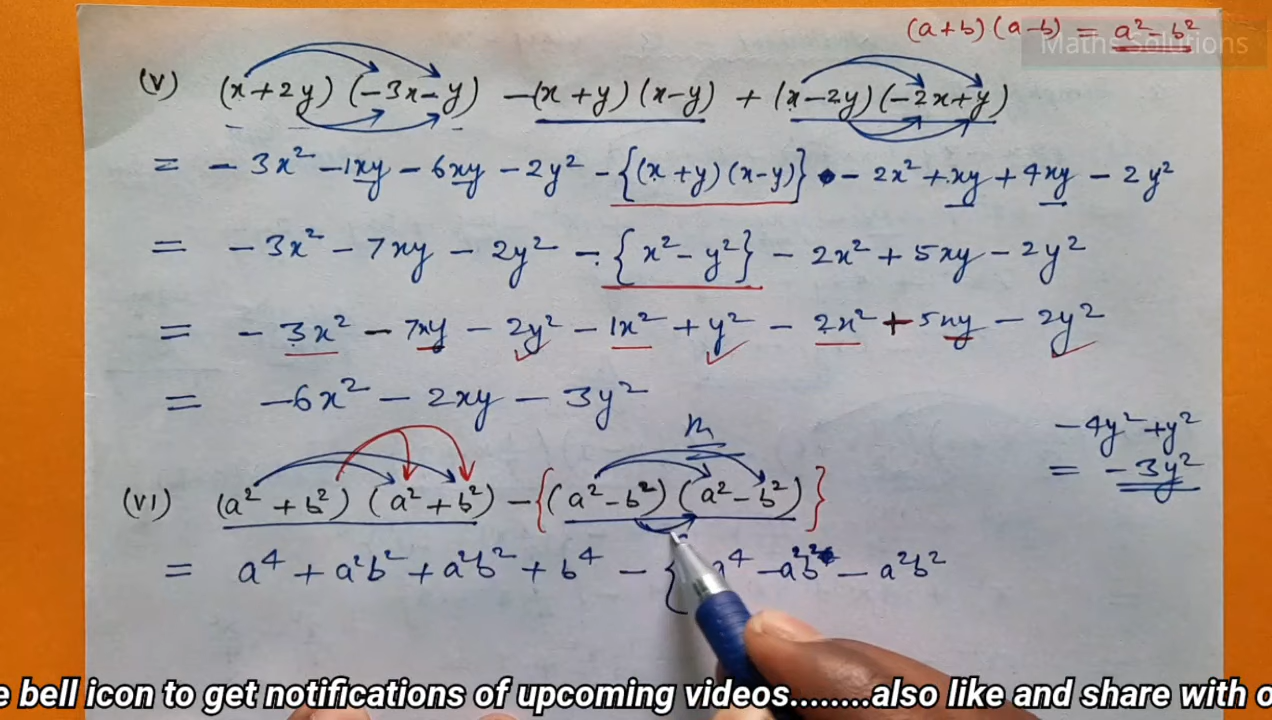 (a+b)(a-b) = a²-b²
Maths Solutions
(v) (x+2y)(-3x-y) -(x+y)(x-y) + (x-2y)(-2x+y)
= - 3x² - 1xy - 6xy - 2y² - {(x+y)(x-y)} - 2x² + xy + 4xy - 2y²
= - 3x² - 7xy - 2y² - {x² - y²} - 2x² + 5xy - 2y²
= - 3x² - 7xy - 2y² - 1x² + y² - 2x² + 5xy - 2y²
= -6x² - 2xy - 3y²
-4y² + y²
= -3y²
(VI) (a² + b²)(a² + b²) - {(a² - b²)(a² - b²)}
= a⁴ + a²b² + a²b² + b⁴ - { a⁴ - a²b² - a²b²
e bell icon to get notifications of upcoming videos........also like and share with o